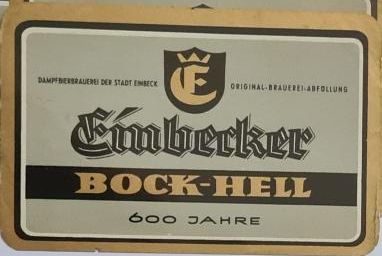 E
DAMPFBIERBRAUEREI DER STADT EINBECK
ORIGINAL-BRAUEREI-ABFÜLLUNG
Einbecker
BOCK-HELL
600 JAHRE